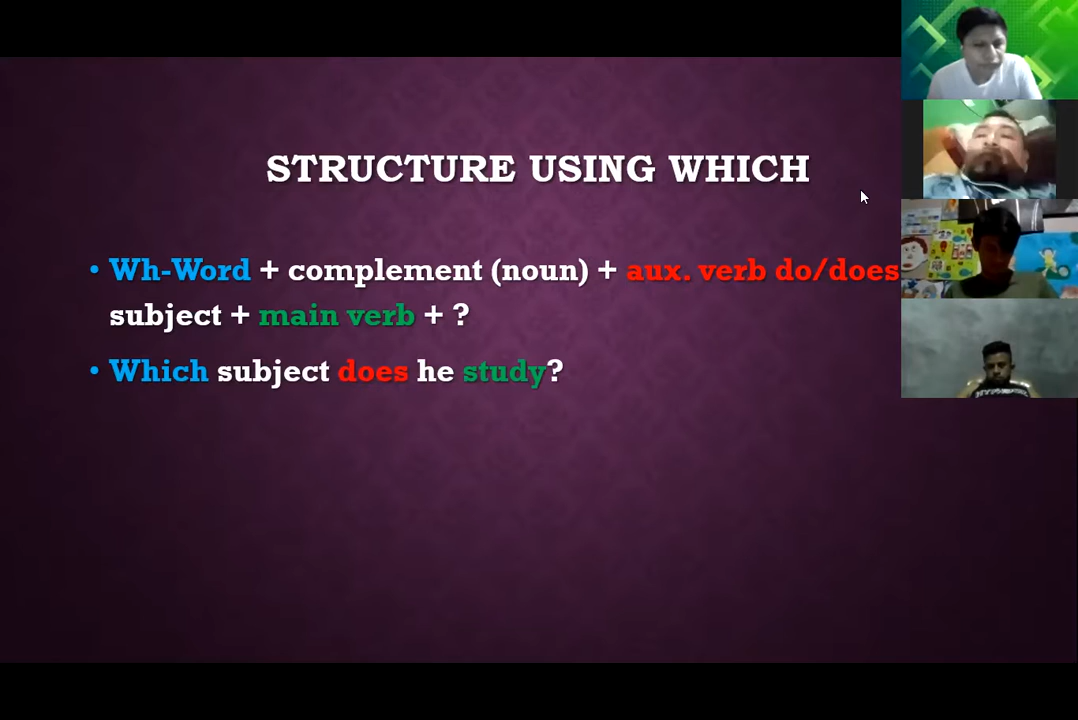 STRUCTURE USING WHICH
• Wh-Word + complement (noun) + aux. verb do/does
subject + main verb + ?
• Which subject does he study?